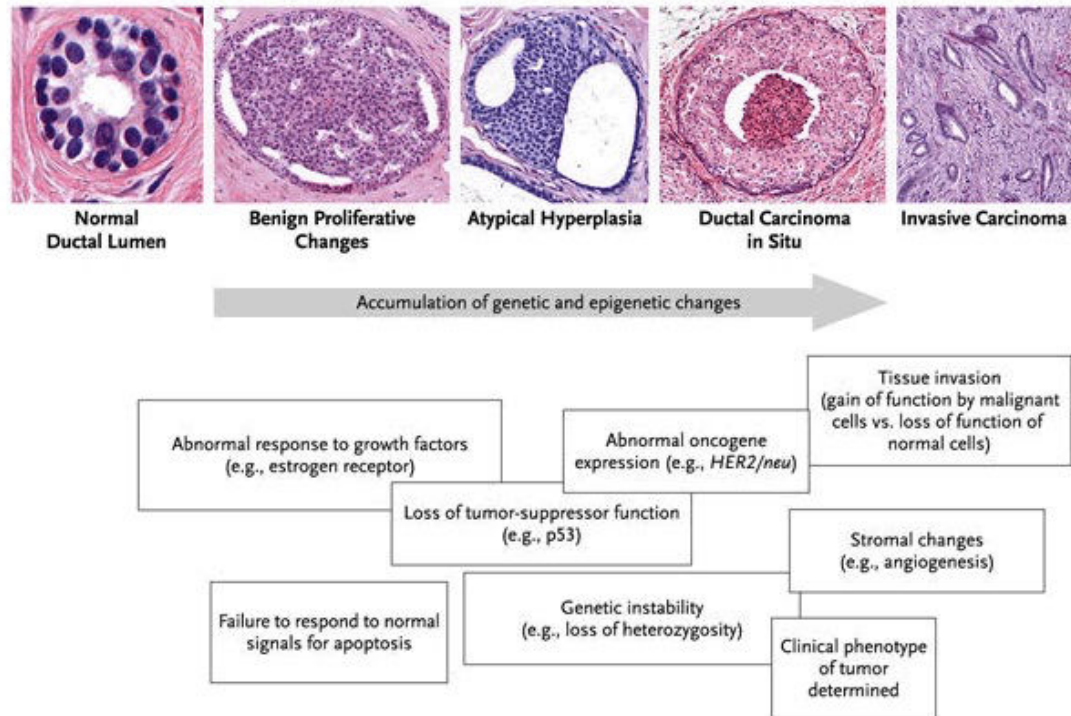 Normal
Ductal Lumen
Benign Proliferative
Changes
Atypical Hyperplasia
Ductal Carcinoma
in Situ
Invasive Carcinoma
Accumulation of genetic and epigenetic changes
Tissue invasion
(gain of function by malignant
cells vs. loss of function of
normal cells)
Abnormal response to growth factors
(e.g., estrogen receptor)
Abnormal oncogene
expression (e.g., HER2/neu)
Loss of tumor-suppressor function
(e.g., p53)
Stromal changes
(e.g., angiogenesis)
Failure to respond to normal
signals for apoptosis
Genetic instability
(e.g., loss of heterozygosity)
Clinical phenotype
of tumor
determined